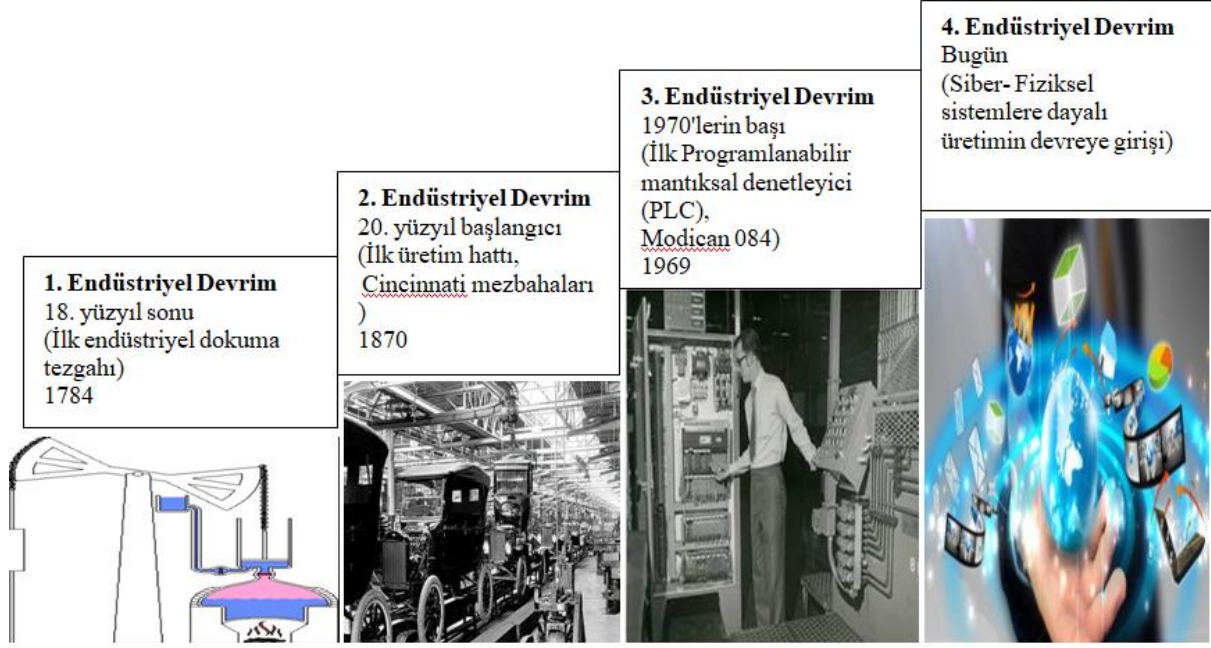 1. Endüstriyel Devrim
18. yüzyıl sonu
(İlk endüstriyel dokuma
tezgahı)
1784
2. Endüstriyel Devrim
20. yüzyıl başlangıcı
(İlk üretim hattı,
Cincinnati mezbahaları
)
1870
3. Endüstriyel Devrim
1970'lerin başı
(İlk Programlanabilir
mantıksal denetleyici
(PLC),
Modican 084)
1969
4. Endüstriyel Devrim
Bugün
(Siber- Fiziksel
sistemlere dayalı
üretimin devreye girişi)